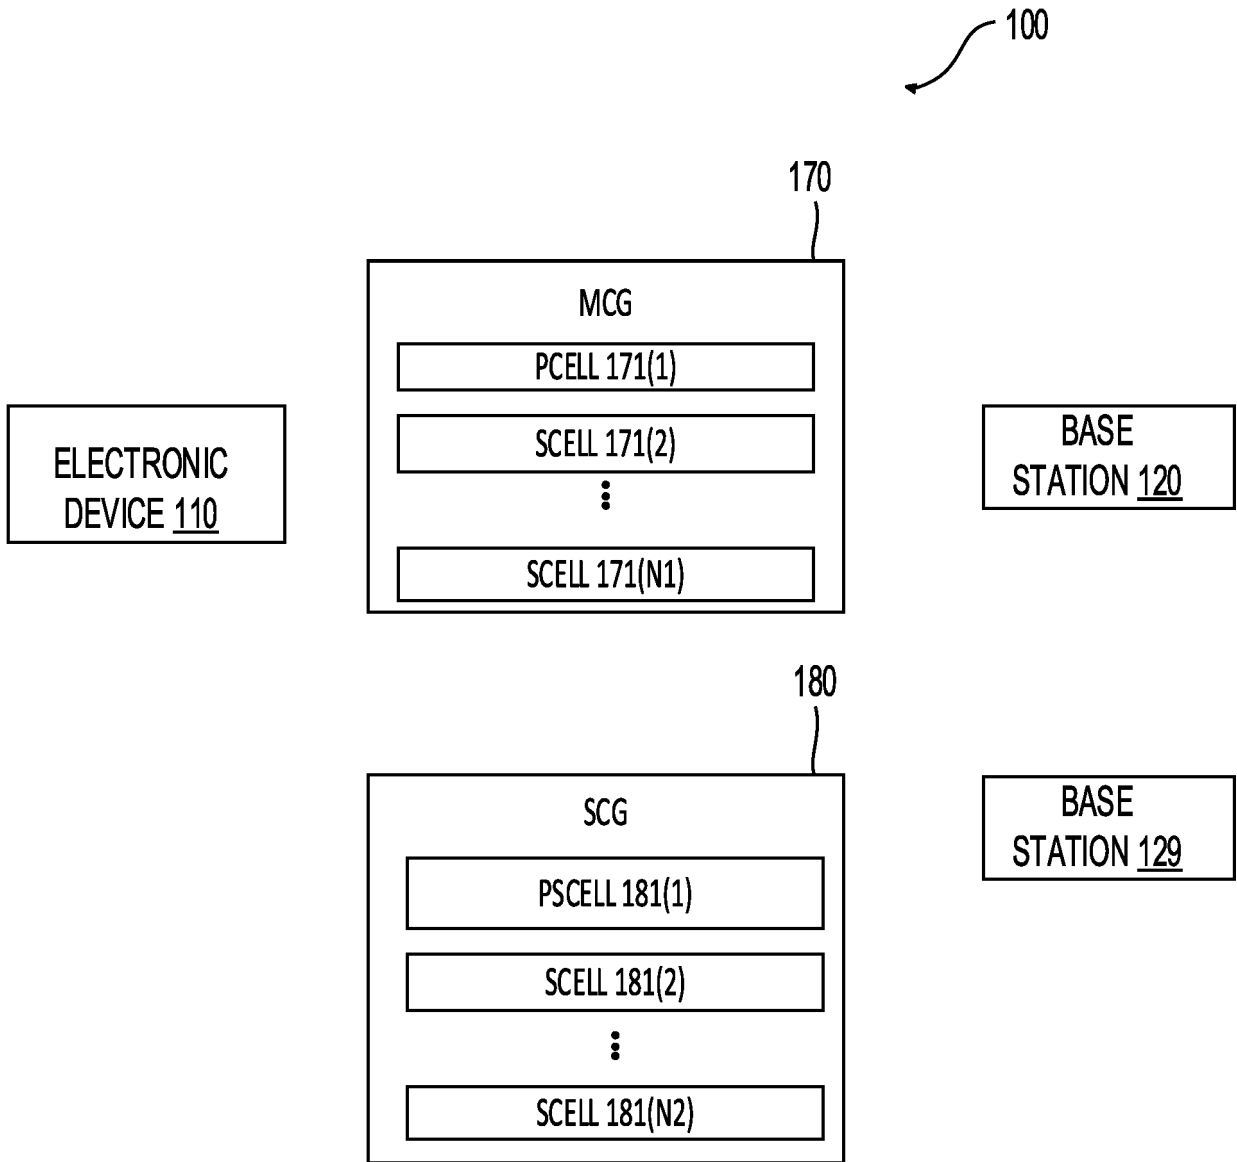 100
170
MCG
PCELL 171(1)
SCELL 171(2)
SCELL 171(N1)
ELECTRONIC
DEVICE 110
BASE
STATION 120
180
SCG
PSCELL 181(1)
SCELL 181(2)
SCELL 181(N2)
BASE
STATION 129